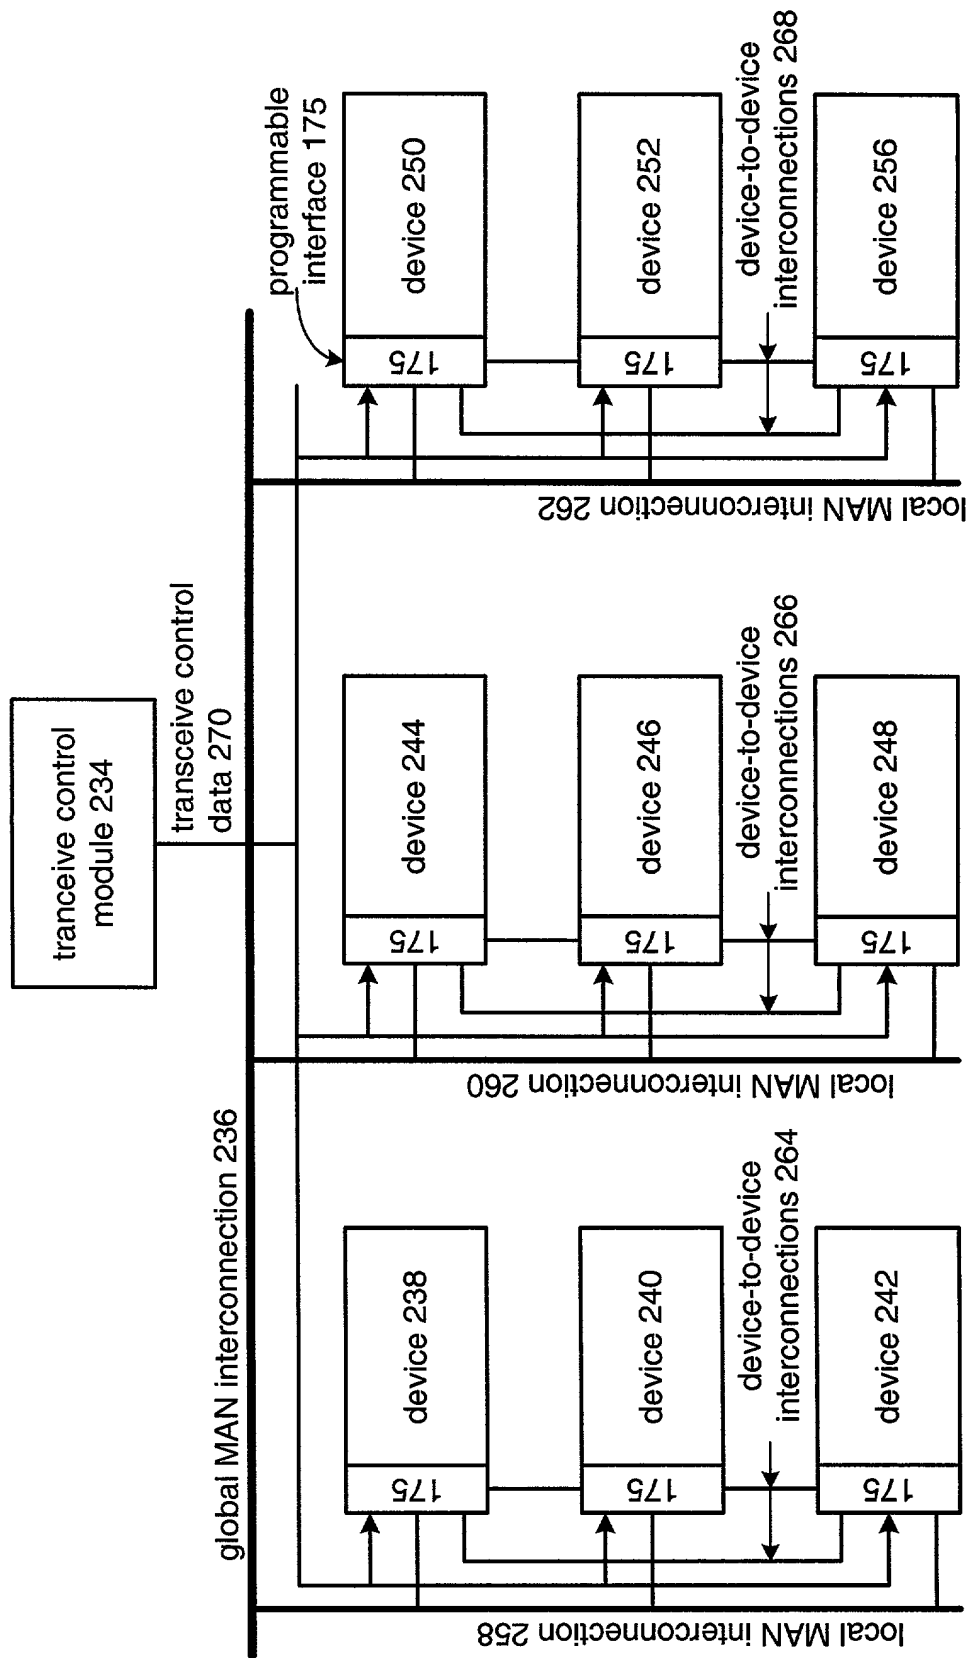 tranceive control
module 234
transceive control
data 270
global MAN interconnection 236
programmable
interface 175
device 238
175
device 240
175
device-to-device
interconnections 264
device 242
175
local MAN interconnection 258
device 244
175
device 246
175
device-to-device
interconnections 266
device 248
175
local MAN interconnection 260
device 250
175
device 252
175
device-to-device
interconnections 268
device 256
175
local MAN interconnection 262